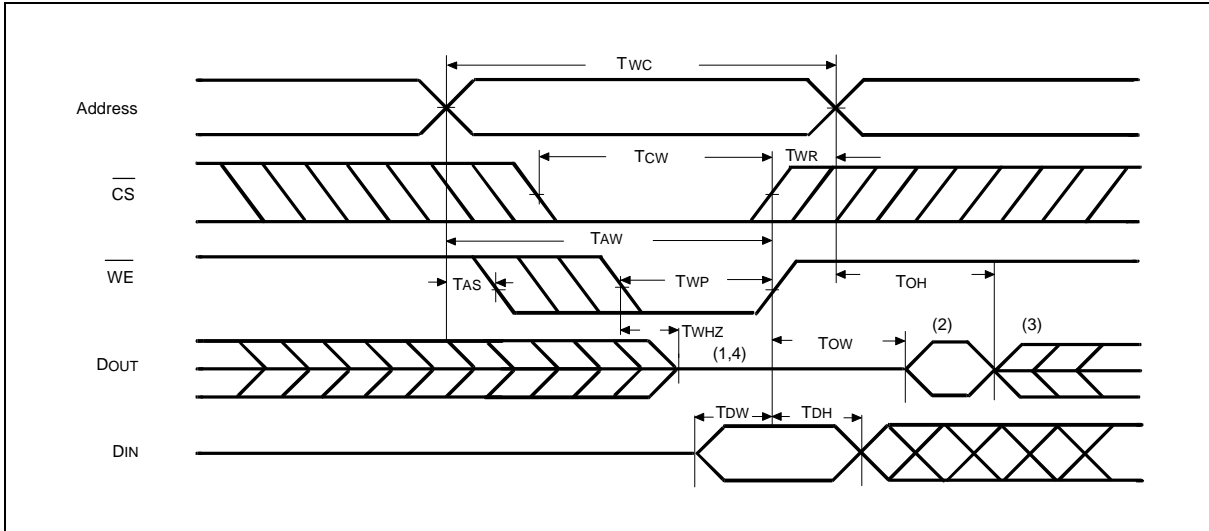 TWC
Address
TCW
TWR
CS
TAW
WE
TAS
TWP
TOH
TWHZ
(1,4)
TOW
(2)
(3)
DOUT
TDW
TDH
DIN